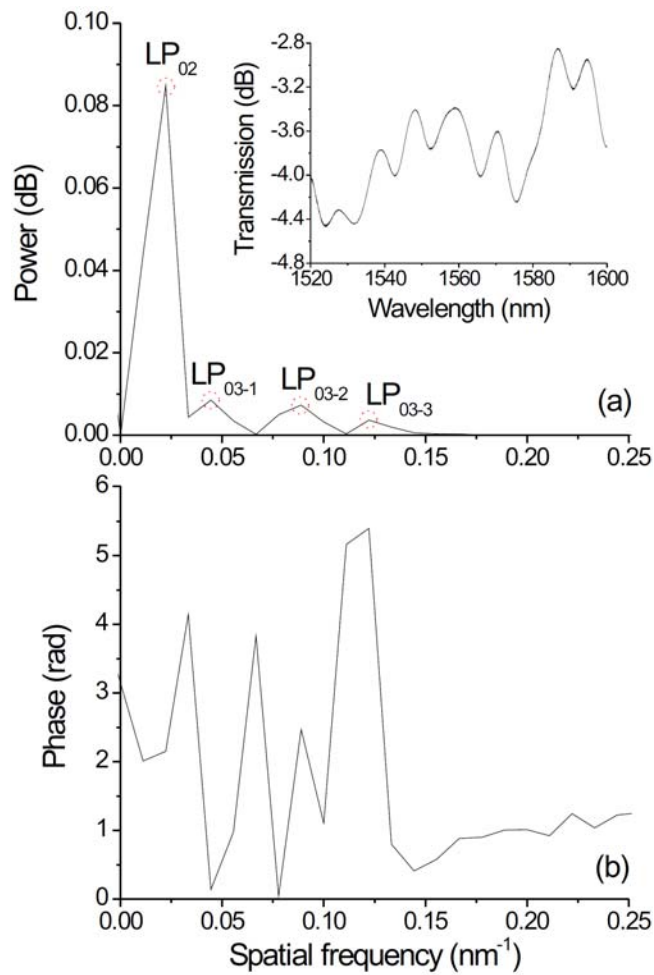 0.10
0.08
0.06
0.04
0.02
0.00
Power (dB)
LP02
LP03-1
LP03-2
LP03-3
(a)
-2.8
-3.2
-3.6
-4.0
-4.4
-4.8
Transmission (dB)
1520 1540 1560 1580 1600
Wavelength (nm)
0.00 0.05 0.10 0.15 0.20 0.25
6
5
4
3
2
1
0
Phase (rad)
(b)
0.00 0.05 0.10 0.15 0.20 0.25
Spatial frequency (nm-1)